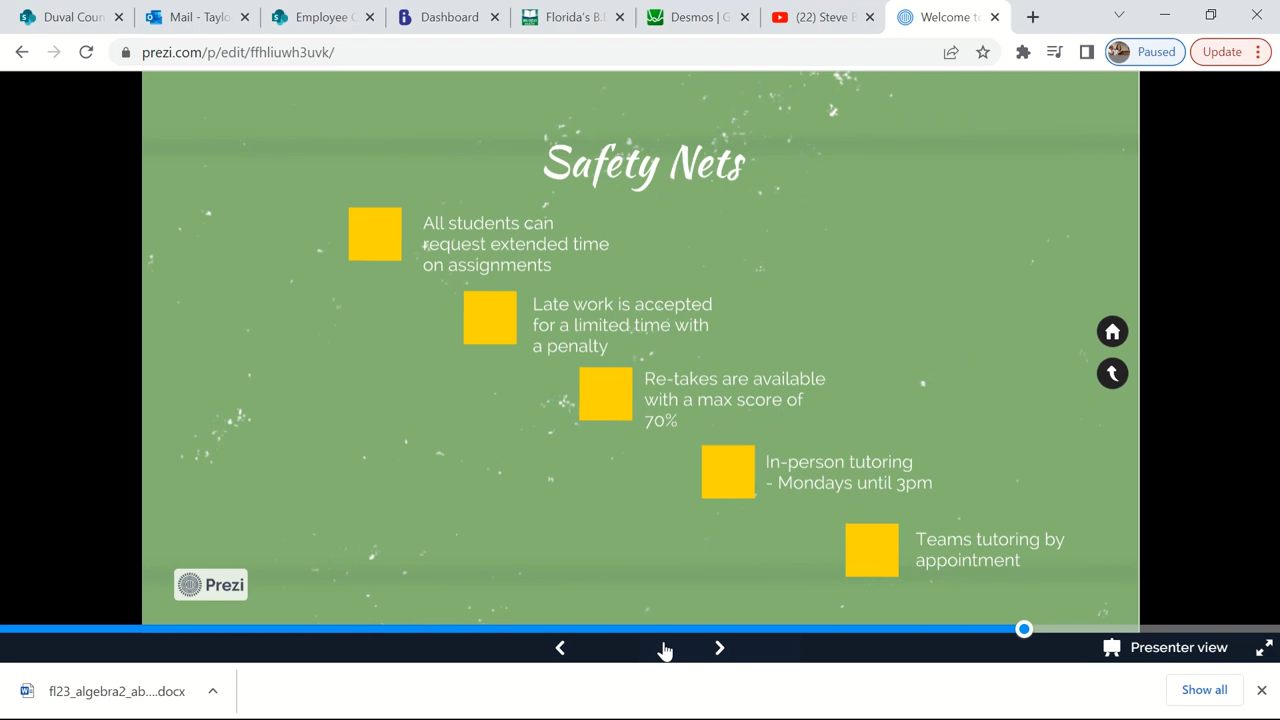 Duval Coun
Mail - Taylo
Employee C
Dashboard
Florida's B.
Desmos | G
(22) Steve E
Welcome to
prezi.com/p/edit/ffhliuwh3uvk/
Paused
Update
Safety Nets
All students can
request extended time
on assignments
Late work is accepted
for a limited time with
a penalty
Re-takes are available
with a max score of
70%
In-person tutoring
- Mondays until 3pm
Teams tutoring by
appointment
Prezi
Presenter view
fl23_algebra2_ab....docx
Show all